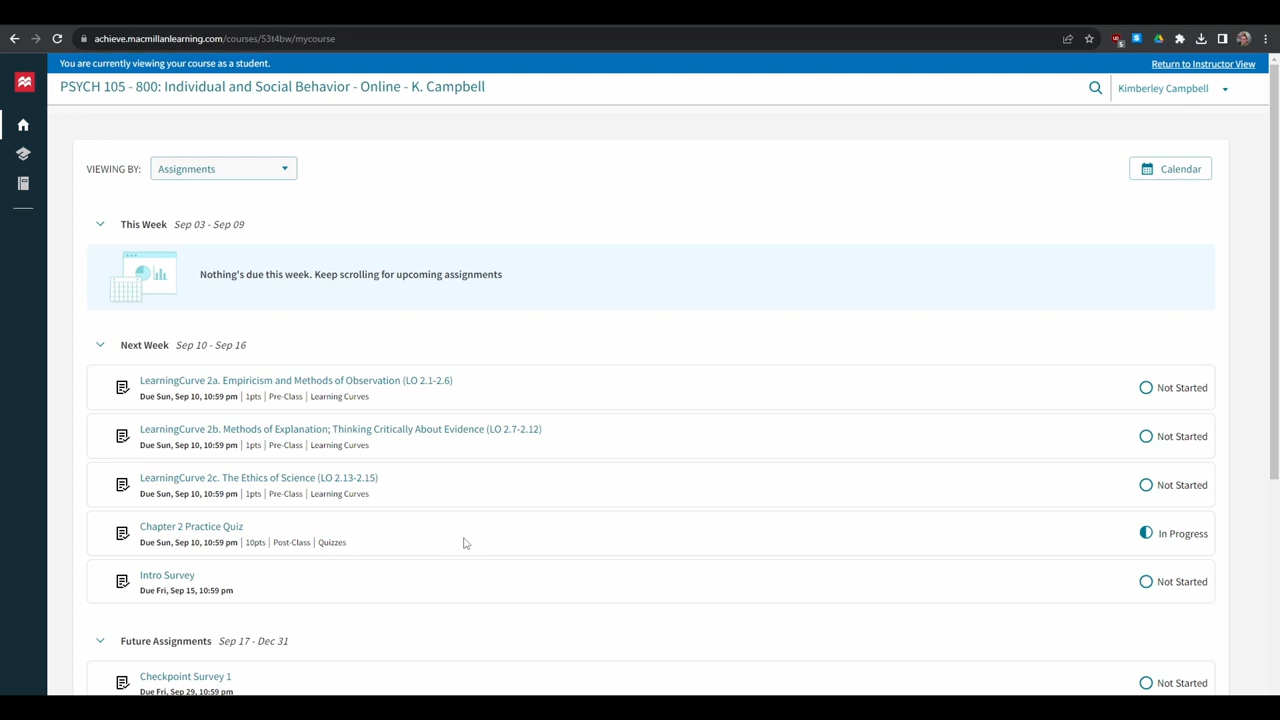 achieve.macmillanlearning.com/courses/53t4bw/mycourse
You are currently viewing your course as a student.
Return to Instructor View
PSYCH 105 - 800: Individual and Social Behavior - Online - K. Campbell
Kimberley Campbell
VIEWING BY:
Assignments
Calendar
This Week Sep 03 - Sep 09
Nothing's due this week. Keep scrolling for upcoming assignments
Next Week Sep 10 - Sep 16
LearningCurve 2a. Empiricism and Methods of Observation (LO 2.1-2.6)
Due Sun, Sep 10, 10:59 pm | 1pts | Pre-Class | Learning Curves
Not Started
LearningCurve 2b. Methods of Explanation; Thinking Critically About Evidence (LO 2.7-2.12)
Due Sun, Sep 10, 10:59 pm | 1pts | Pre-Class | Learning Curves
Not Started
LearningCurve 2c. The Ethics of Science (LO 2.13-2.15)
Due Sun, Sep 10, 10:59 pm | 1pts | Pre-Class | Learning Curves
Not Started
Chapter 2 Practice Quiz
Due Sun, Sep 10, 10:59 pm | 10pts | Post-Class | Quizzes
In Progress
Intro Survey
Due Fri, Sep 15, 10:59 pm
Not Started
Future Assignments Sep 17 - Dec 31
Checkpoint Survey 1
Due Fri, Sep 29, 10:59 pm
Not Started